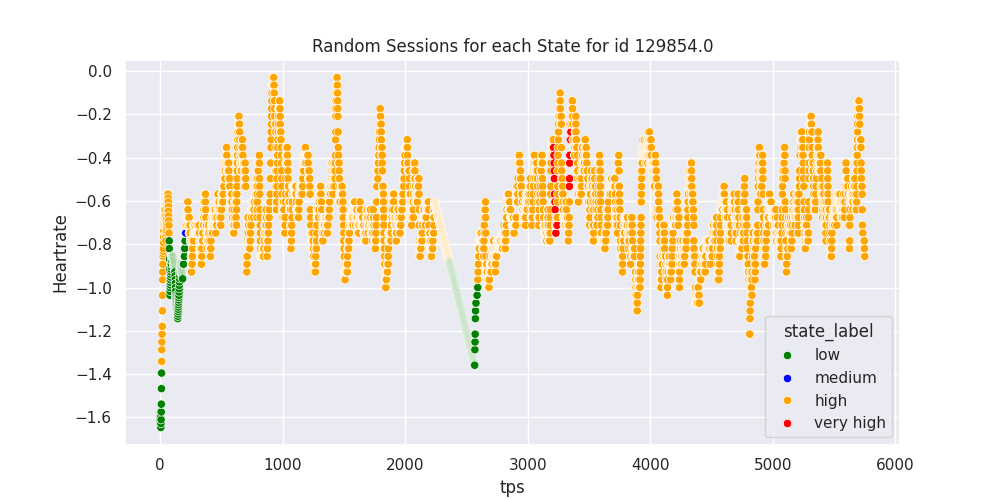 Random Sessions for each State for id 129854.0
Heartrate
0.0
−0.2
−0.4
−0.6
−0.8
−1.0
−1.2
−1.4
−1.6
0
1000
2000
3000
4000
5000
6000
tps
state_label
low
medium
high
very high